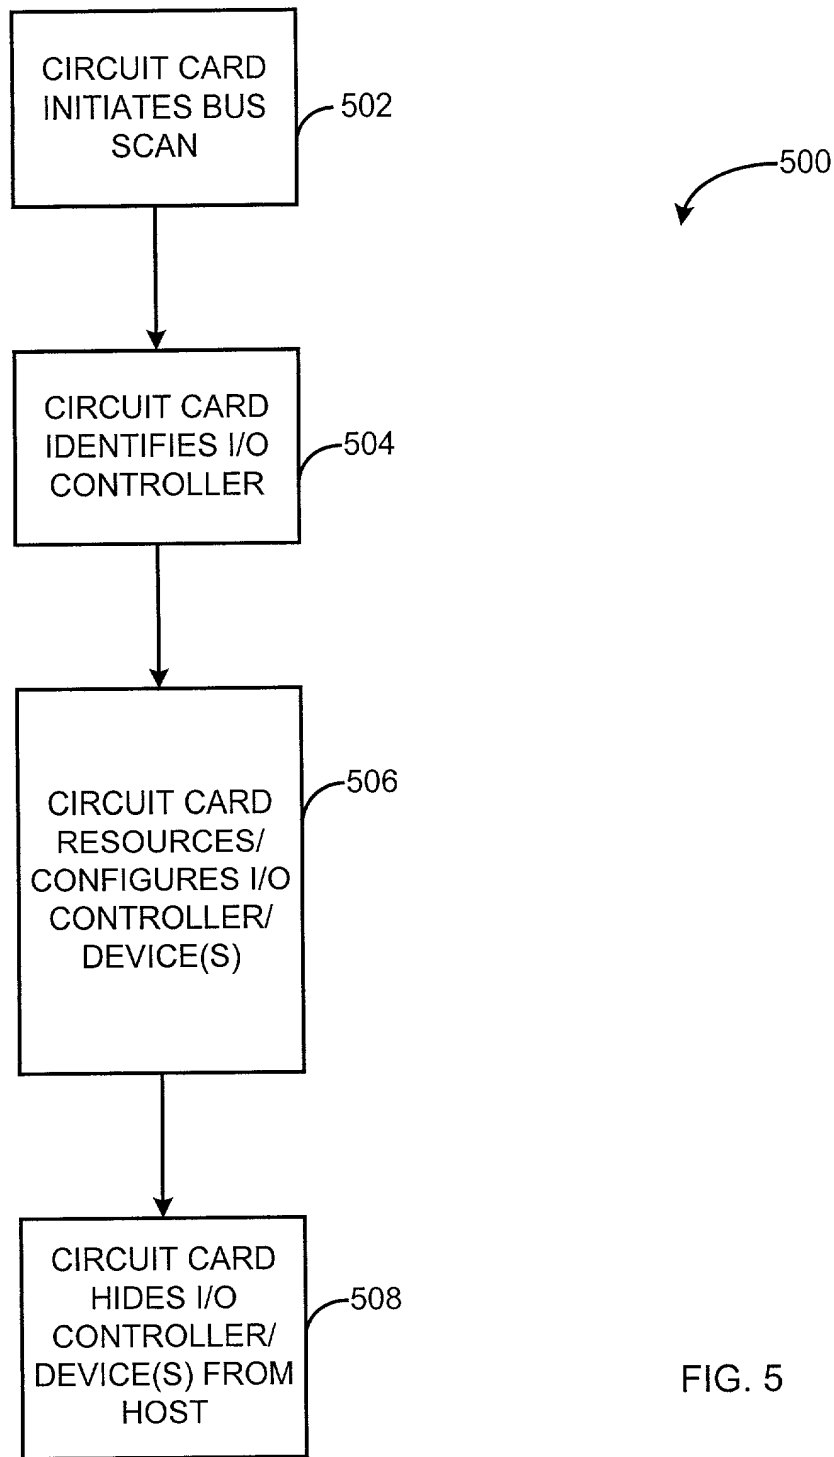 CIRCUIT CARD
INITIATES BUS
SCAN
502
500
CIRCUIT CARD
IDENTIFIES I/O
CONTROLLER
504
CIRCUIT CARD
RESOURCES/
CONFIGURES I/O
CONTROLLER/
DEVICE(S)
506
CIRCUIT CARD
HIDES I/O
CONTROLLER/
DEVICE(S) FROM
HOST
508
FIG. 5